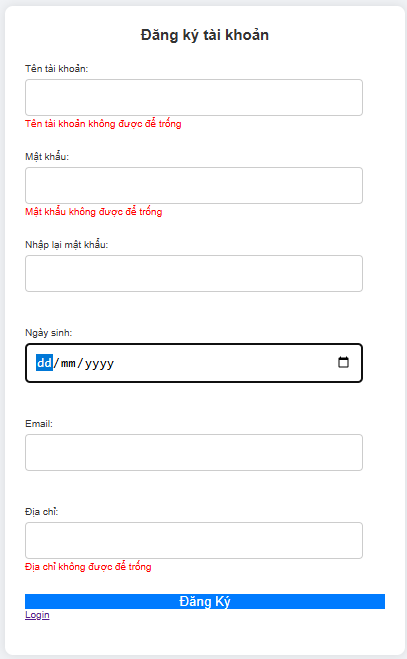 Đăng ký tài khoản
Tên tài khoản:
Tên tài khoản không được để trống
Mật khẩu:
Mật khẩu không được để trống
Nhập lại mật khẩu:
Ngày sinh:
dd/mm/yyyy
Email:
Địa chỉ:
Địa chỉ không được để trống
Đăng Ký
Login